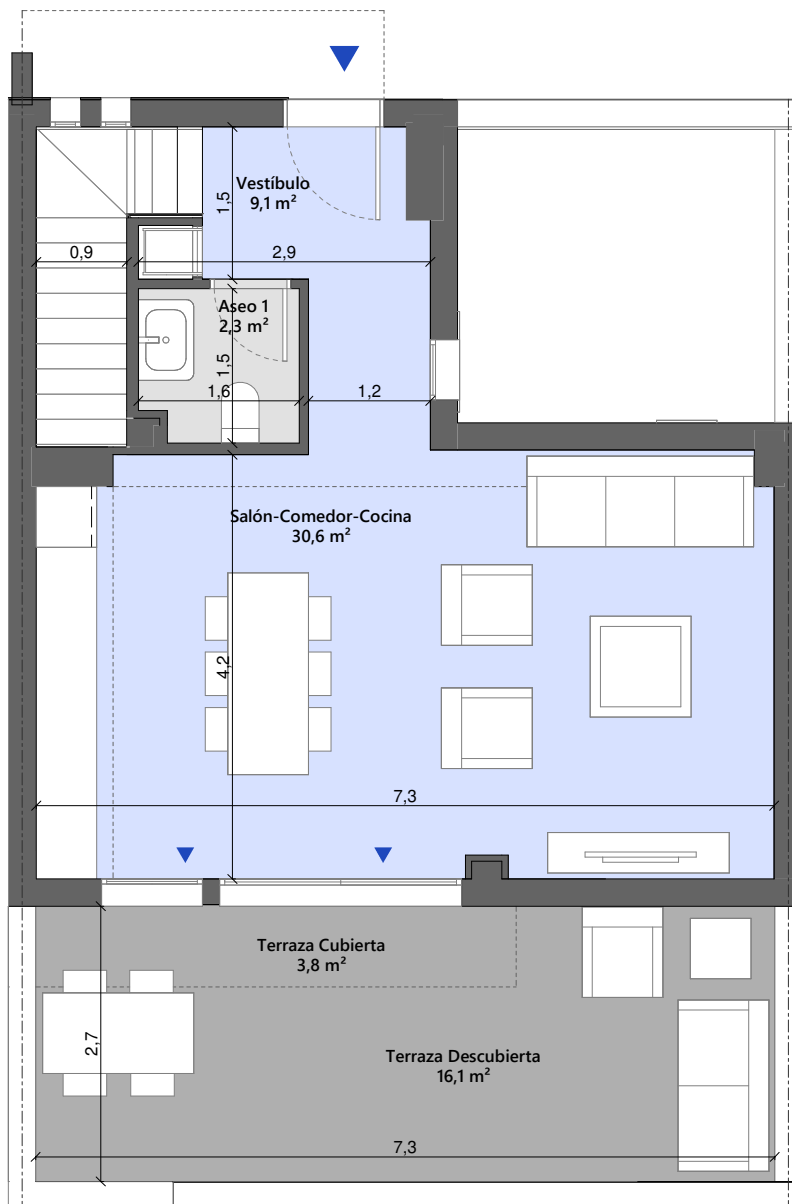 Vestíbulo
9,1 m²
1,5
0,9
2,9
Aseo 1
2,3 m²
1,5
1,6
1,2
Salón-Comedor-Cocina
30,6 m²
4,2
7,3
Terraza Cubierta
3,8 m²
2,7
Terraza Descubierta
16,1 m²
7,3